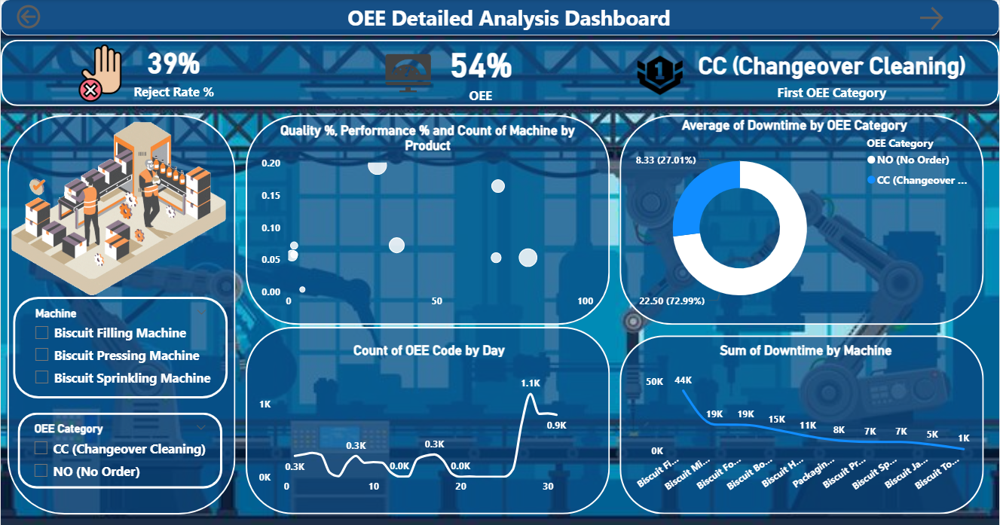 OEE Detailed Analysis Dashboard
39%
Reject Rate %
54%
OEE
1
CC (Changeover Cleaning)
First OEE Category
Machine
Biscuit Filling Machine
Biscuit Pressing Machine
Biscuit Sprinkling Machine
OEE Category
CC (Changeover Cleaning)
NO (No Order)
Quality %, Performance % and Count of Machine by
Product
0.20
0.15
0.10
0.05
0.00
0
50
100
Average of Downtime by OEE Category
OEE Category
NO (No Order)
CC (Changeover ...
8.33 (27.01%)
22.50 (72.99%)
Count of OEE Code by Day
1K
0K
0.3K
0.3K
0.0K
0.3K
0.0K
1.1K
0.9K
0
10
20
30
Sum of Downtime by Machine
50K
0K
44K
19K
19K
15K
11K
8K
7K
7K
5K
1K
Biscuit Fi...
Biscuit Mi...
Biscuit Fo...
Biscuit Bo...
Biscuit H...
Packagin...
Biscuit Pr...
Biscuit Sp...
Biscuit Ja...
Biscuit To...